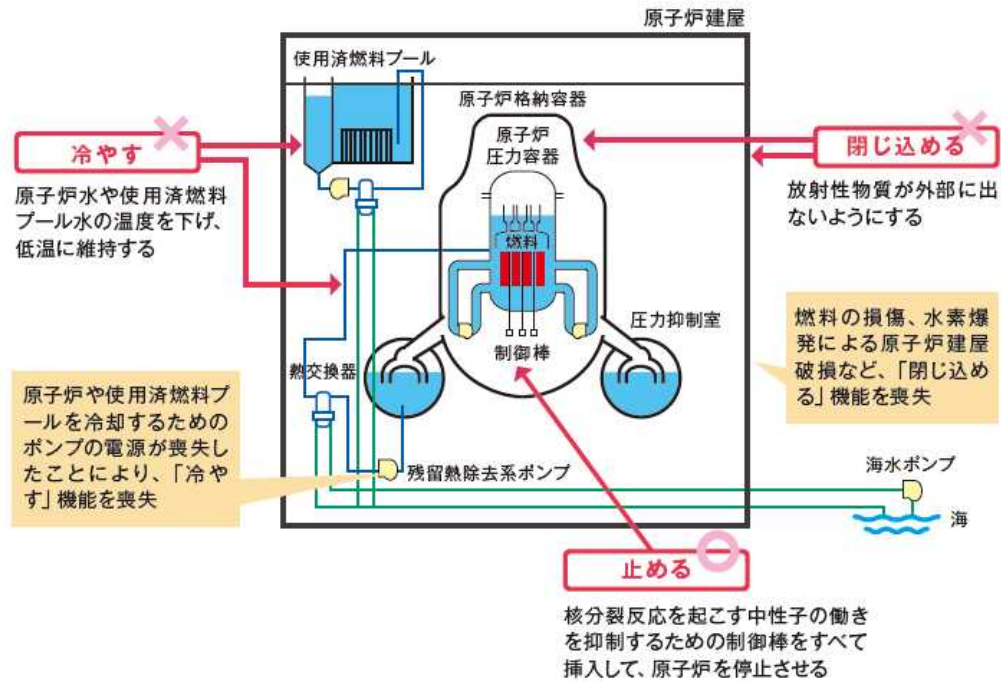 原子炉建屋
使用済燃料プール
原子炉格納容器
原子炉
圧力容器
冷やす
原子炉水や使用済燃料
プール水の温度を下げ、
低温に維持する
閉じ込める
放射性物質が外部に出
ないようにする
燃料
圧力抑制室
制御棒
熱交換器
燃料の損傷、水素爆
発による原子炉建屋
破損など、「閉じ込め
る」機能を喪失
原子炉や使用済燃料プ
ールを冷却するための
ポンプの電源が喪失し
たことにより、「冷や
す」機能を喪失
残留熱除去系ポンプ
海水ポンプ
海
止める
核分裂反応を起こす中性子の働き
を抑制するための制御棒をすべて
挿入して、原子炉を停止させる